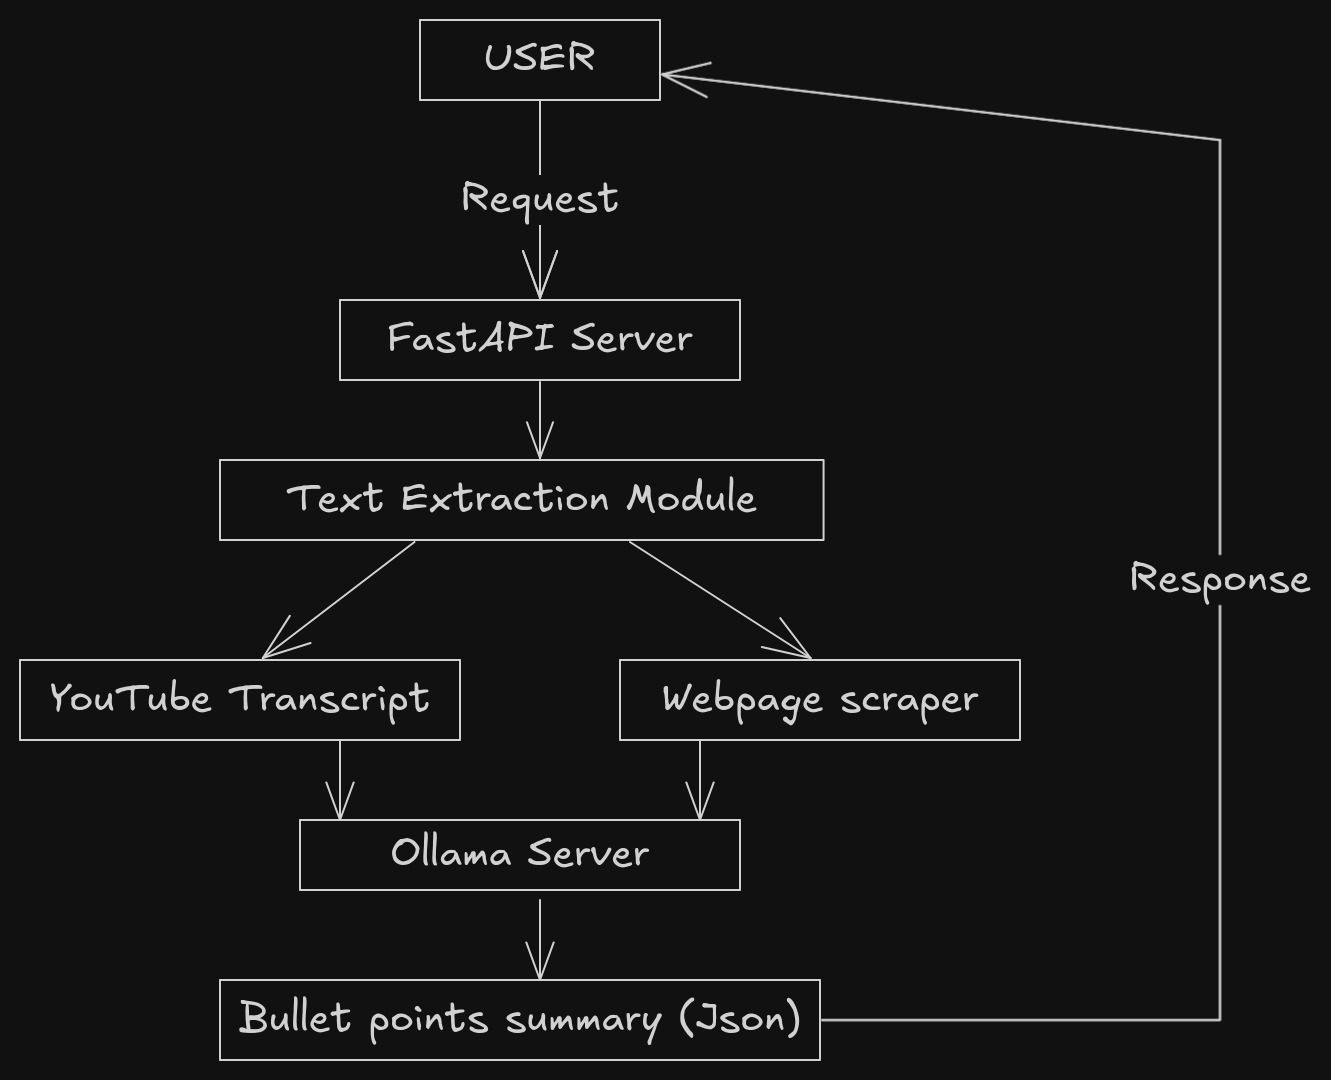 USER
Request
FastAPI Server
Text Extraction Module
Response
YouTube Transcript
Webpage scraper
Ollama Server
Bullet points summary (Json)